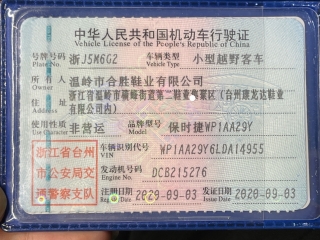 中华人民共和国机动车行驶证
Vehicle License of the People's Republic of China
号牌号码 浙J5W6G2 车辆类型 小型越野客车
Plate No. Vehicle Type
所有人 温岭市合胜鞋业有限公司
Owner
住址 浙江省温岭市横峰街道第二鞋业集聚区(台州康龙达鞋业有限公司内)
Address
使用性质 非营运 品牌型号 保时捷WP1AA29Y
Use Character Model
浙江省台州市公安局交通警察支队
车辆识别代号 WP1AA29Y6LDA14955
VIN
发动机号码 DCB215276
Engine No.
注册日期 2020-09-03 发证日期 2020-09-03
Register Date Issue Date